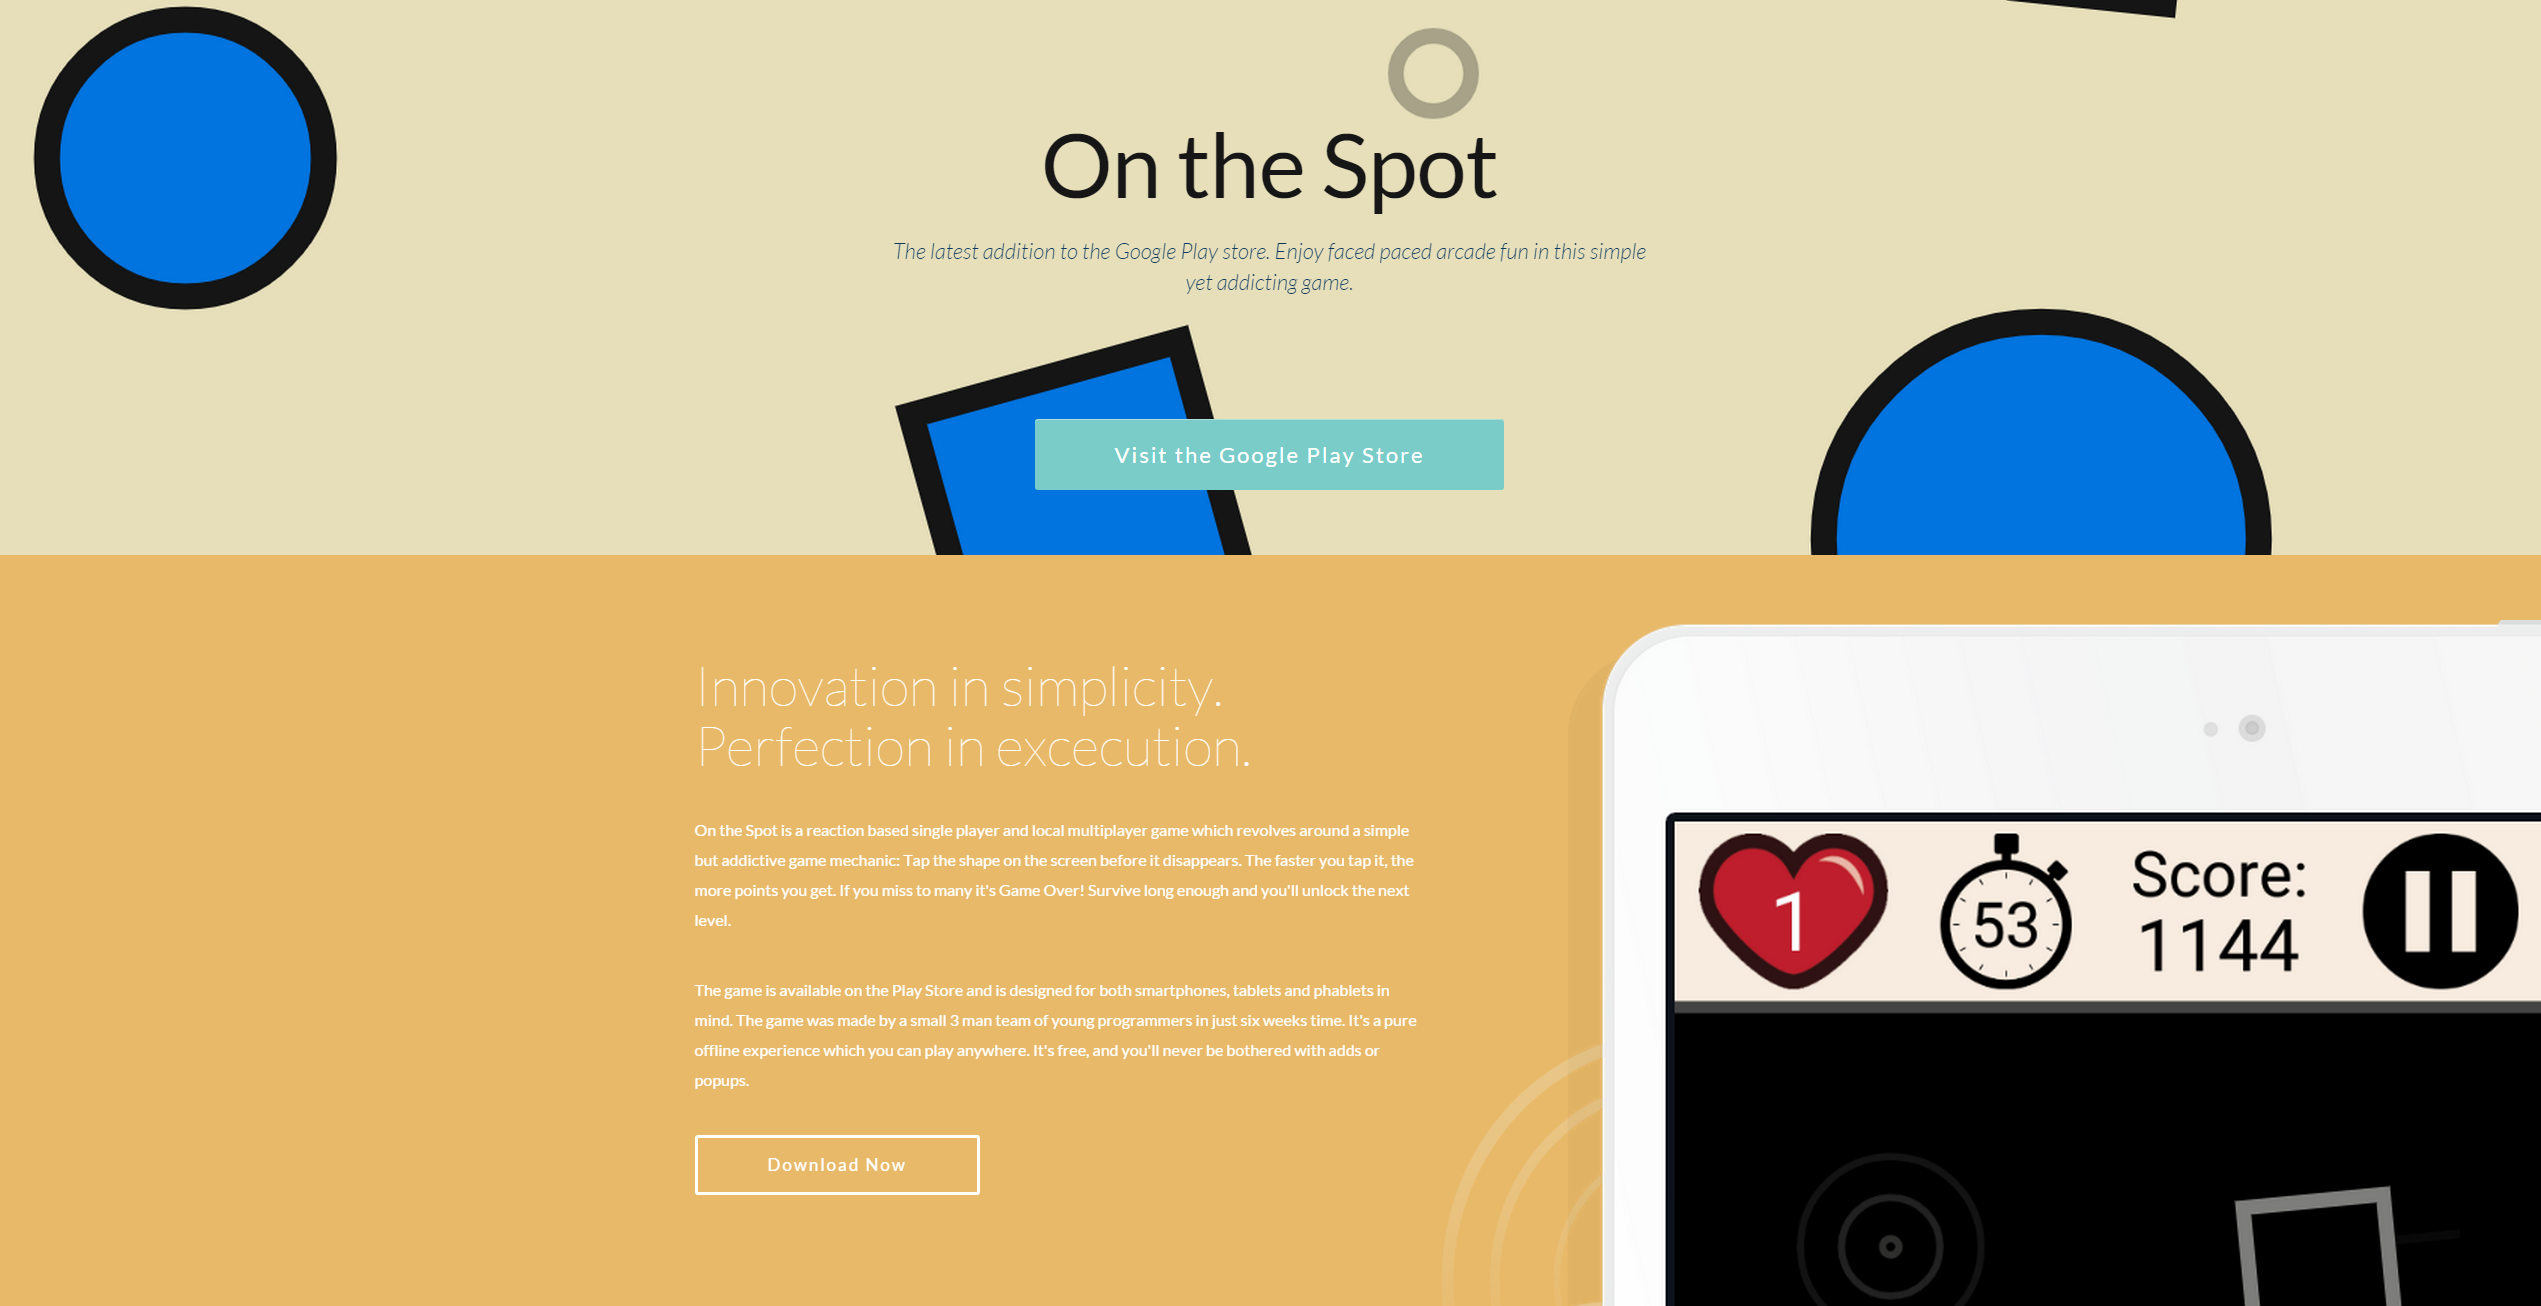 On the Spot
The latest addition to the Google Play store. Enjoy faced paced arcade fun in this simple
yet addicting game.
Visit the Google Play Store
Innovation in simplicity.
Perfection in excecution.
On the Spot is a reaction based single player and local multiplayer game which revolves around a simple
but addictive game mechanic: Tap the shape on the screen before it disappears. The faster you tap it, the
more points you get. If you miss to many it's Game Over! Survive long enough and you'll unlock the next
level.
The game is available on the Play Store and is designed for both smartphones, tablets and phablets in
mind. The game was made by a small 3 man team of young programmers in just six weeks time. It's a pure
offline experience which you can play anywhere. It's free, and you'll never be bothered with adds or
popups.
Download Now
1
53
Score:
1144